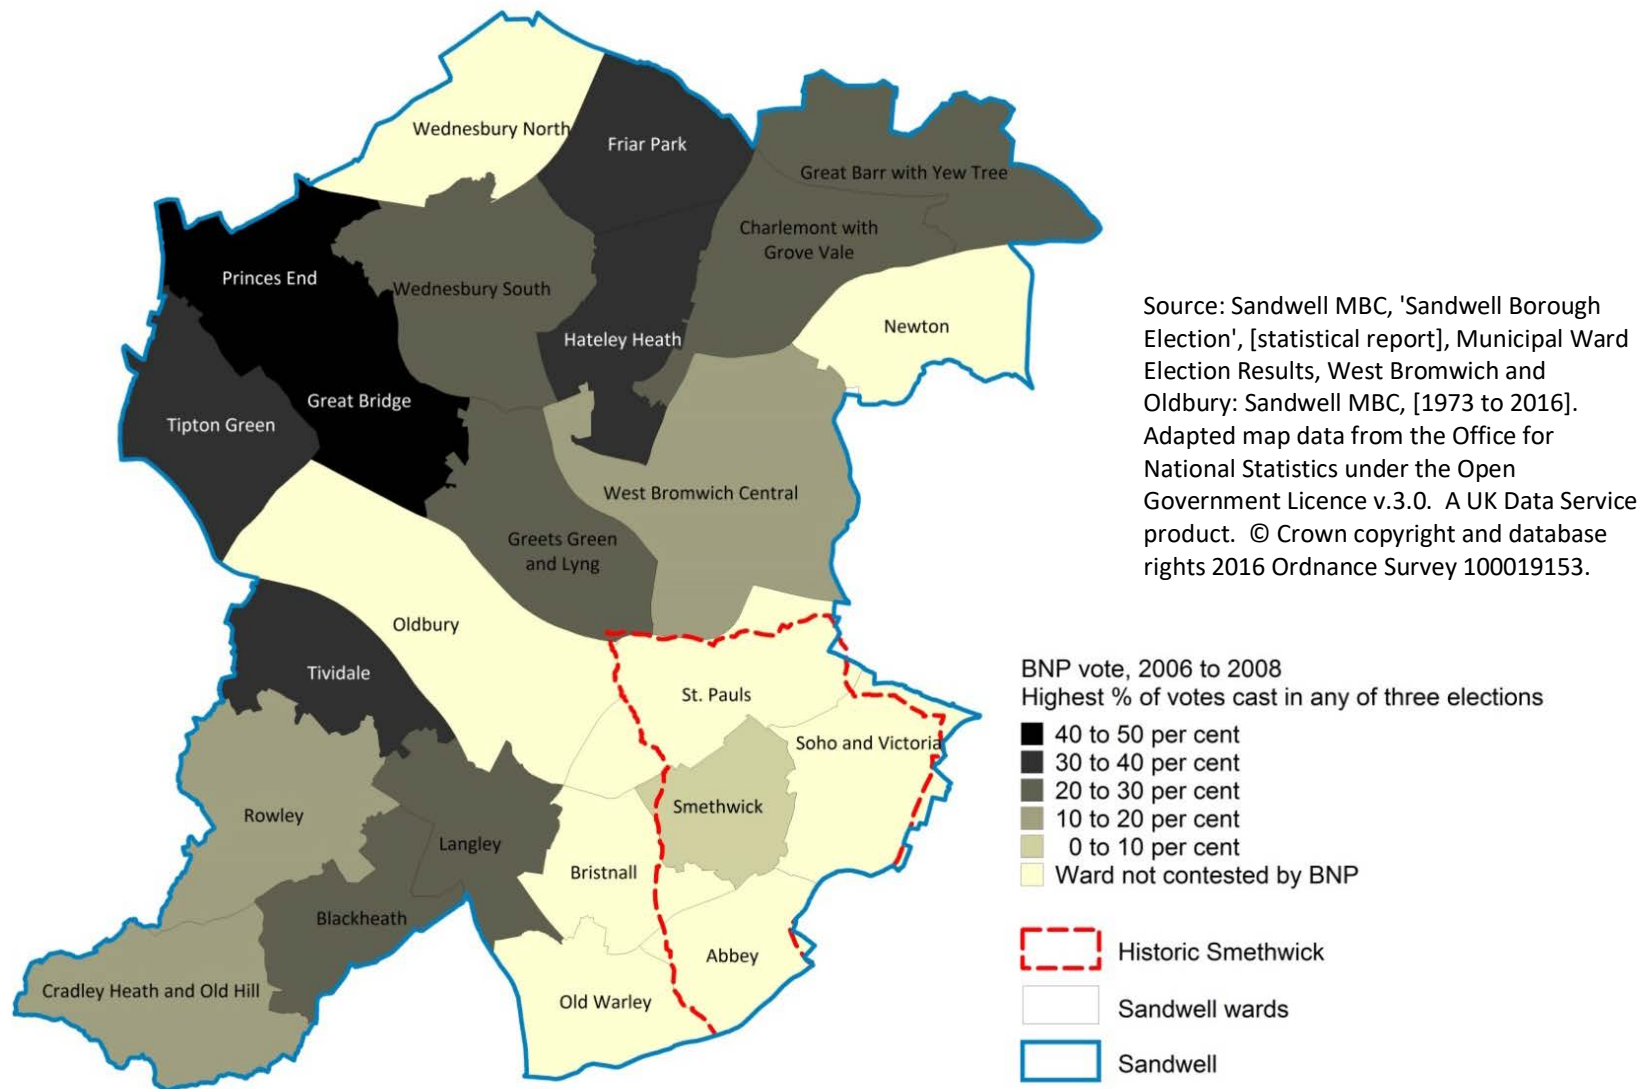 Wednesbury North
Friar Park
Great Barr with Yew Tree
Charlemont with
Grove Vale
Princes End
Wednesbury South
Newton
Hateley Heath
Great Bridge
Tipton Green
West Bromwich Central
Greets Green
and Lyng
Oldbury
Tividale
St. Pauls
Soho and Victoria
Rowley
Smethwick
Langley
Bristnall
Blackheath
Abbey
Cradley Heath and Old Hill
Old Warley
Source: Sandwell MBC, 'Sandwell Borough
Election', [statistical report], Municipal Ward
Election Results, West Bromwich and
Oldbury: Sandwell MBC, [1973 to 2016].
Adapted map data from the Office for
National Statistics under the Open
Government Licence v.3.0. A UK Data Service
product. © Crown copyright and database
rights 2016 Ordnance Survey 100019153.
BNP vote, 2006 to 2008
Highest % of votes cast in any of three elections
40 to 50 per cent
30 to 40 per cent
20 to 30 per cent
10 to 20 per cent
0 to 10 per cent
Ward not contested by BNP
Historic Smethwick
Sandwell wards
Sandwell